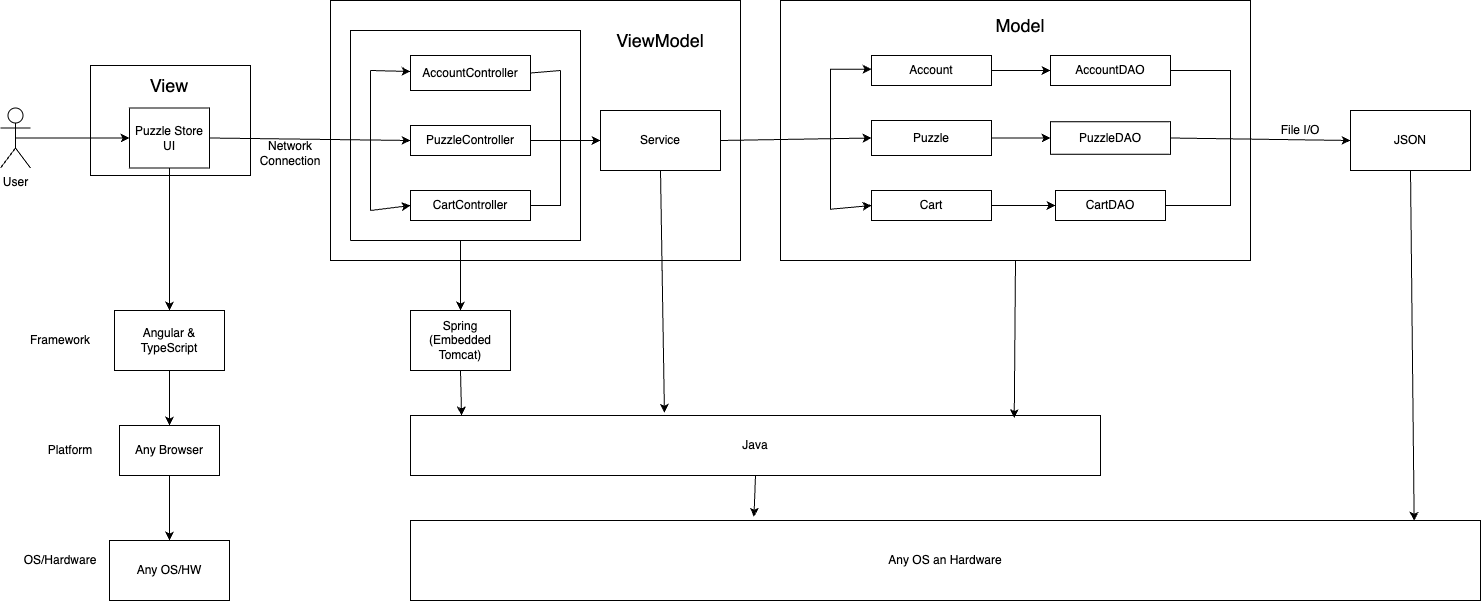 ViewModel
Model
View
AccountController
Account
AccountDAO
Puzzle Store
UI
Network
Connection
PuzzleController
Service
Puzzle
PuzzleDAO
File I/O
JSON
User
CartController
Cart
CartDAO
Framework
Angular &
TypeScript
Spring
(Embedded
Tomcat)
Platform
Any Browser
Java
OS/Hardware
Any OS/HW
Any OS an Hardware